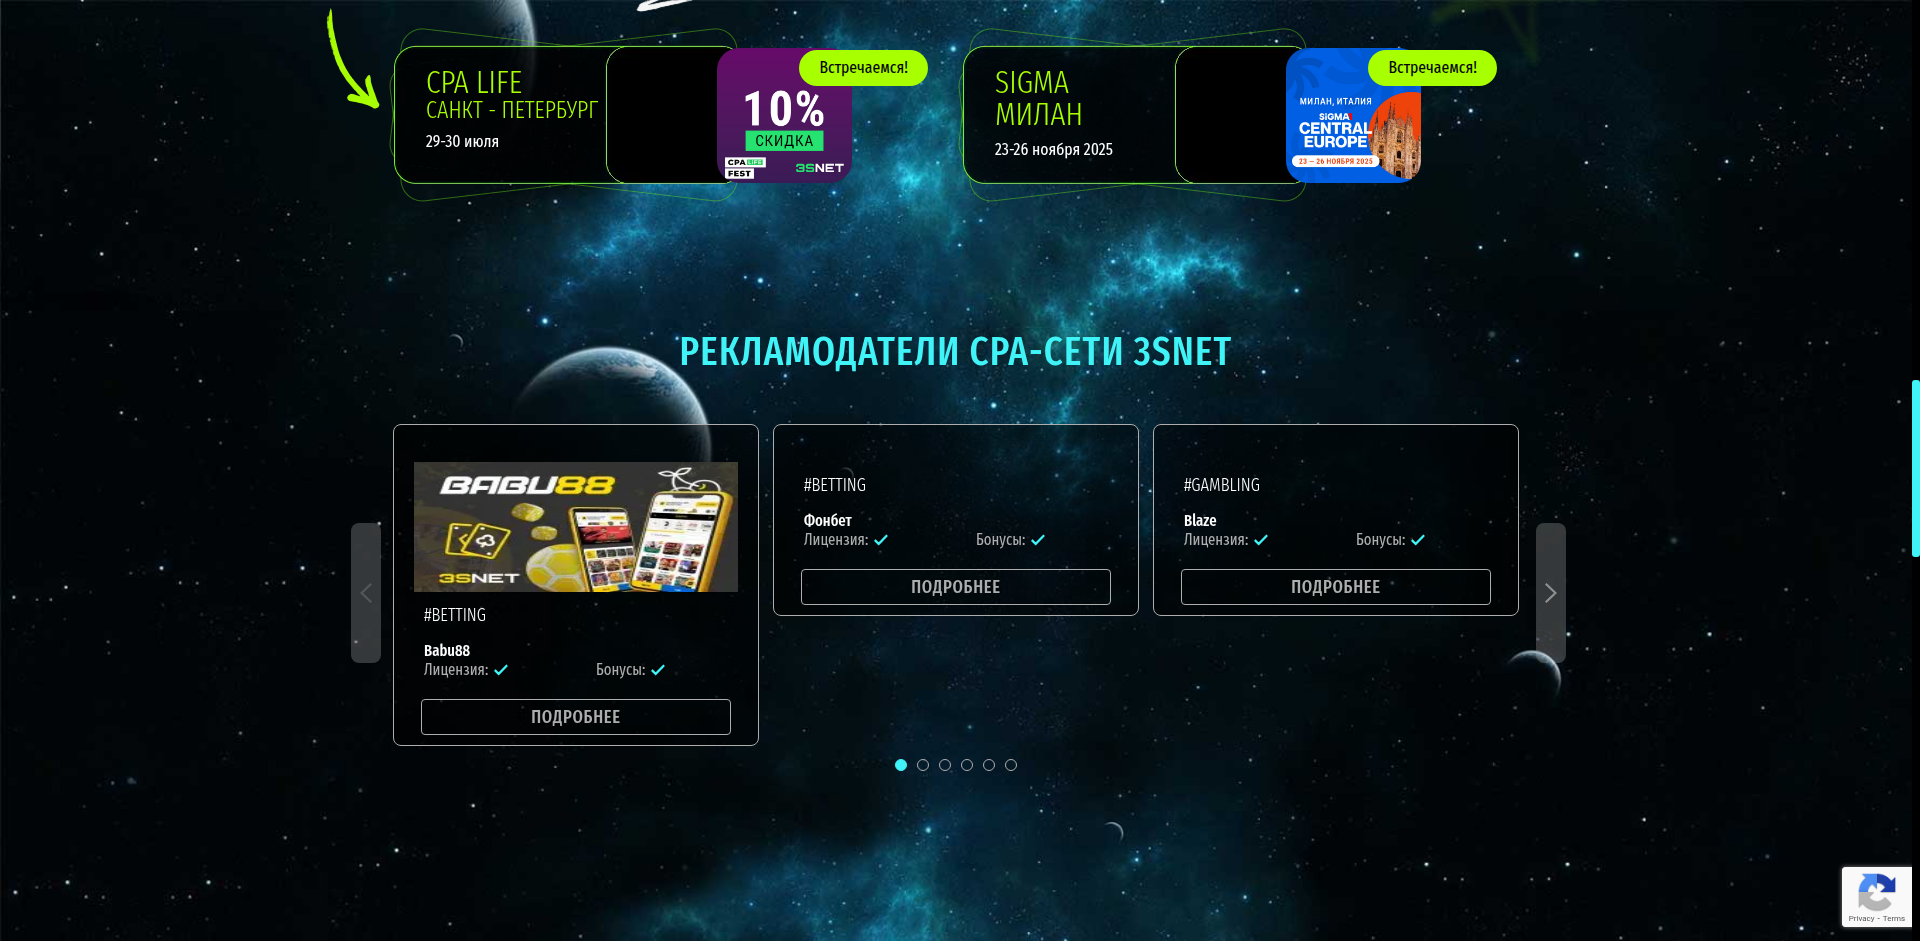 CPA LIFE
САНКТ - ПЕТЕРБУРГ
29-30 июля
Встречаемся!
10%
СКИДКА
CPA LIFE
FEST
3SNET
SIGMA
МИЛАН
23-26 ноября 2025
Встречаемся!
МИЛАН, ИТАЛИЯ
SiGMA
CENTRAL
EUROPE
23 – 26 НОЯБРЯ 2025
РЕКЛАМОДАТЕЛИ CPA-СЕТИ 3SNET
BABU88
3SNET
#BETTING
Babu88
Лицензия:
Бонусы:
ПОДРОБНЕЕ
#BETTING
Фонбет
Лицензия:
Бонусы:
ПОДРОБНЕЕ
#GAMBLING
Blaze
Лицензия:
Бонусы:
ПОДРОБНЕЕ
Privacy - Terms